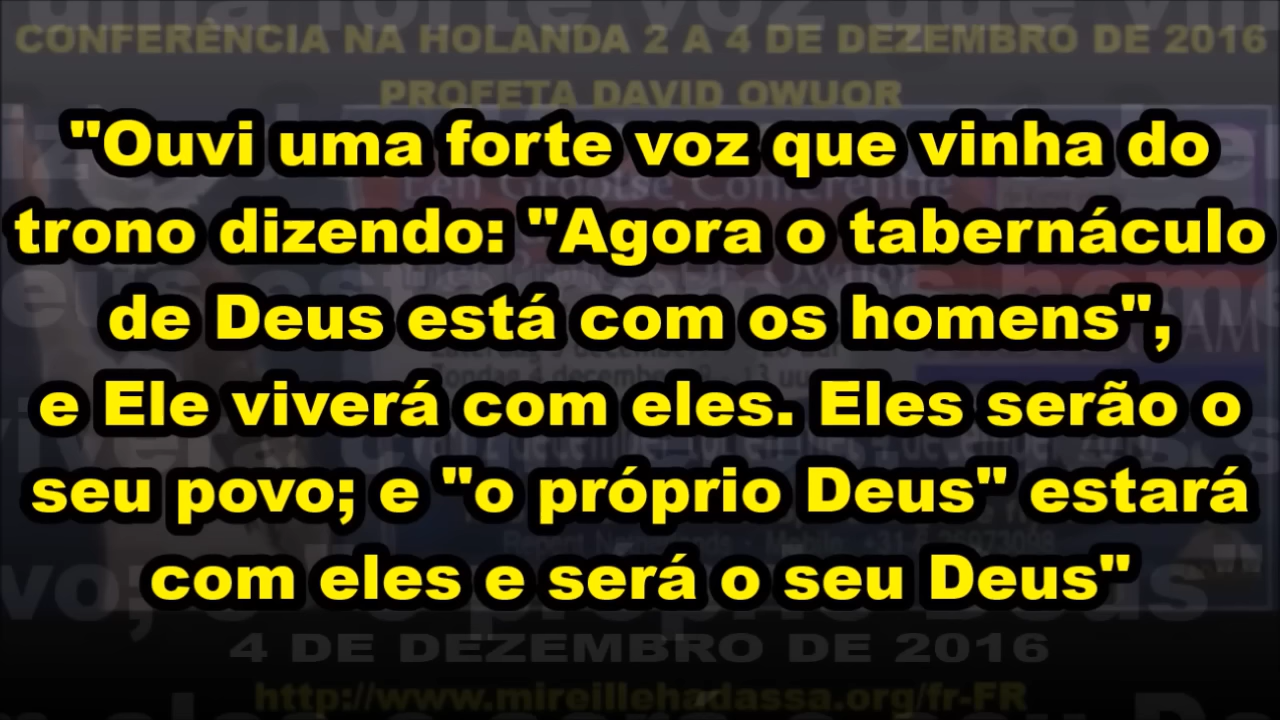 CONFERÊNCIA NA HOLANDA 2 A 4 DE DEZEMBRO DE 2016
PROFETA DAVID OWUOR
"Ouvi uma forte voz que vinha do
trono dizendo: "Agora o tabernáculo
de Deus está com os homens",
e Ele viverá com eles. Eles serão o
seu povo; e "o próprio Deus" estará
com eles e será o seu Deus"
4 DE DEZEMBRO DE 2016
http://www.mireillehadassa.org/fr-FR